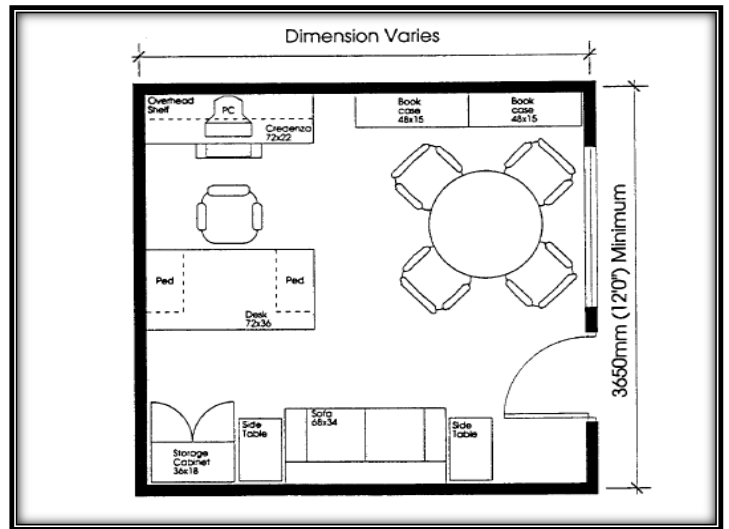 Dimension Varies
Overhead
Shelf
PC
Credenza
72x22
Book
case
48x15
Book
case
48x15
3650mm (12'0") Minimum
Ped
Ped
Desk
72x36
Storage
Cabinet
36x18
Side
Table
Sofa
68x34
Side
Table